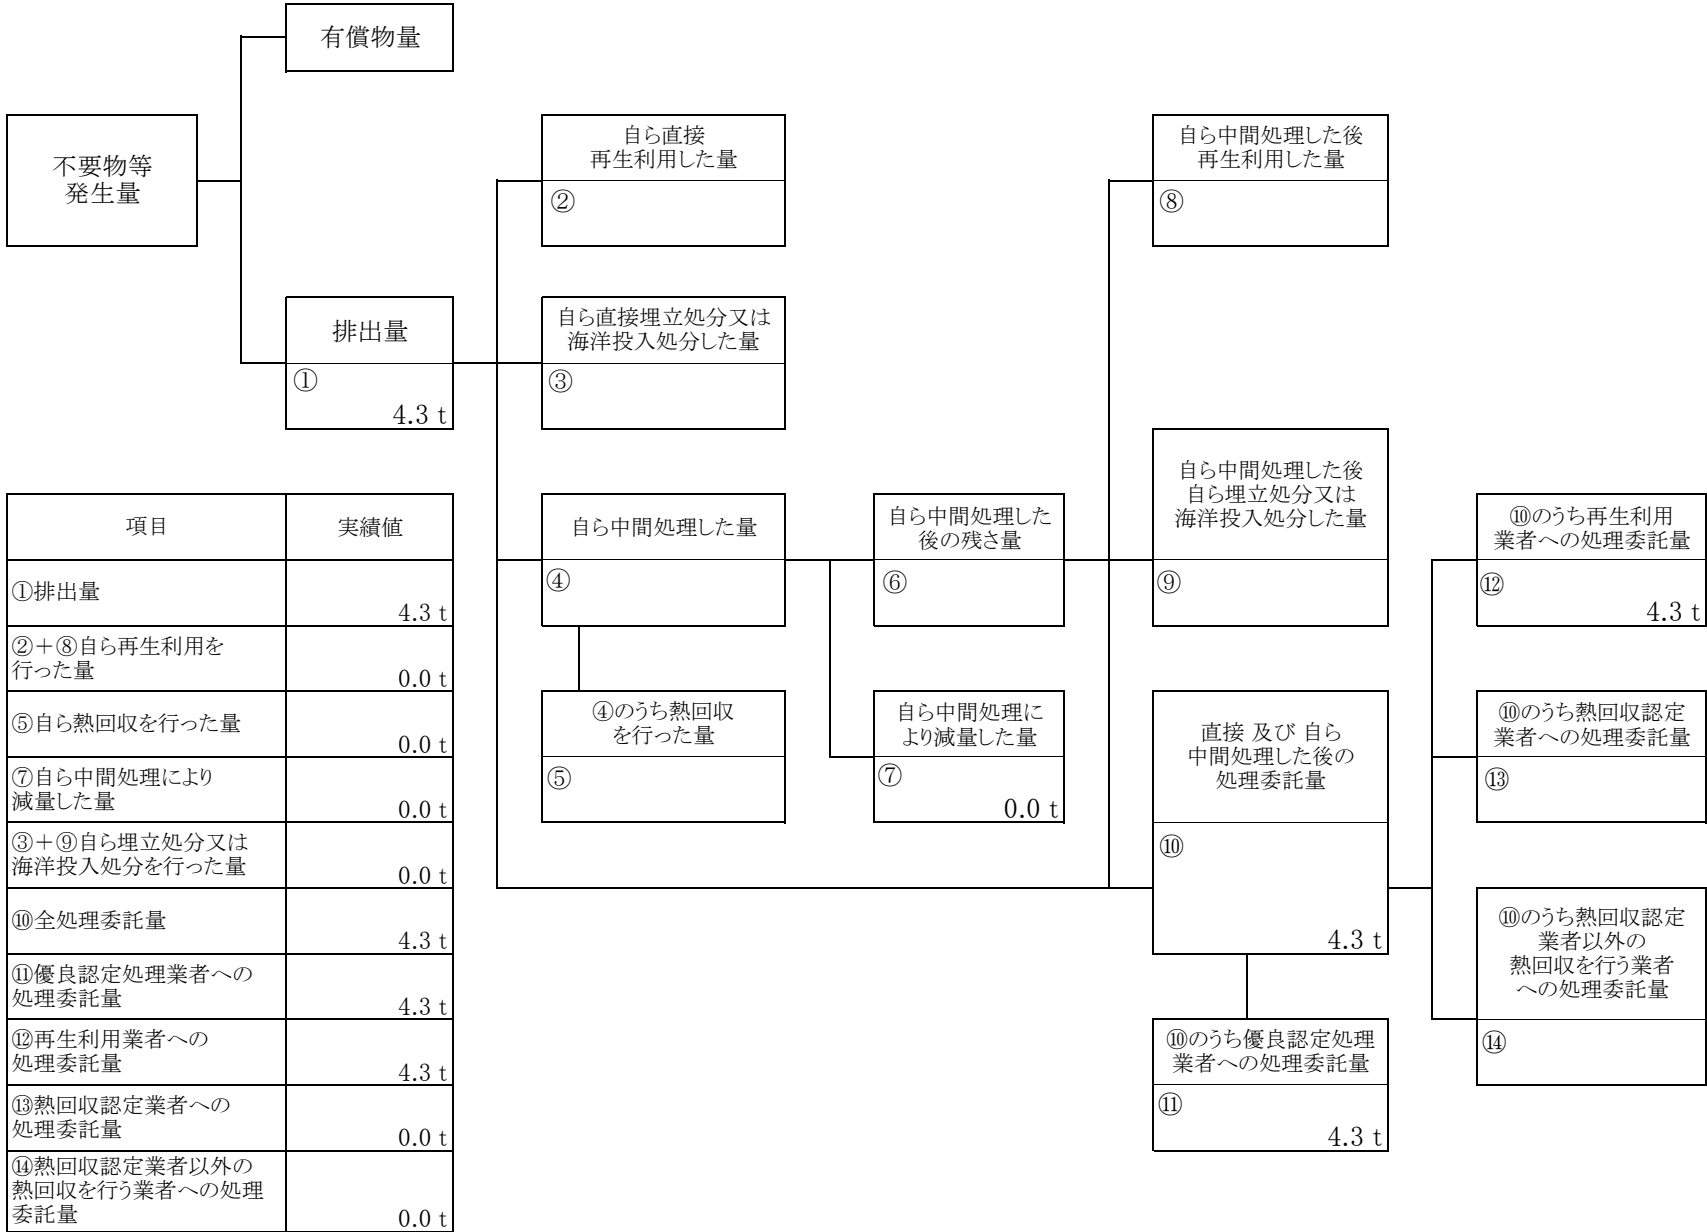 有償物量
不要物等
発生量
自ら直接
再生利用した量
②
自ら中間処理した後
再生利用した量
⑧
排出量
①
4.3 t
自ら直接埋立処分又は
海洋投入処分した量
③
自ら中間処理した量
④
自ら中間処理した
後の残さ量
⑥
自ら中間処理した後
自ら埋立処分又は
海洋投入処分した量
⑨
⑩のうち再生利用
業者への処理委託量
⑫
4.3 t
④のうち熱回収
を行った量
⑤
自ら中間処理に
より減量した量
⑦
0.0 t
直接 及び 自ら
中間処理した後の
処理委託量
⑩
4.3 t
⑩のうち熱回収認定
業者への処理委託量
⑬
⑩のうち熱回収認定
業者以外の
熱回収を行う業者
への処理委託量
⑭
⑩のうち優良認定処理
業者への処理委託量
⑪
4.3 t
項目 実績値
①排出量
4.3 t
②＋⑧自ら再生利用を
行った量
0.0 t
⑤自ら熱回収を行った量
0.0 t
⑦自ら中間処理により
減量した量
0.0 t
③＋⑨自ら埋立処分又は
海洋投入処分を行った量
0.0 t
⑩全処理委託量
4.3 t
⑪優良認定処理業者への
処理委託量
4.3 t
⑫再生利用業者への
処理委託量
4.3 t
⑬熱回収認定業者への
処理委託量
0.0 t
⑭熱回収認定業者以外の
熱回収を行う業者への処理
委託量
0.0 t